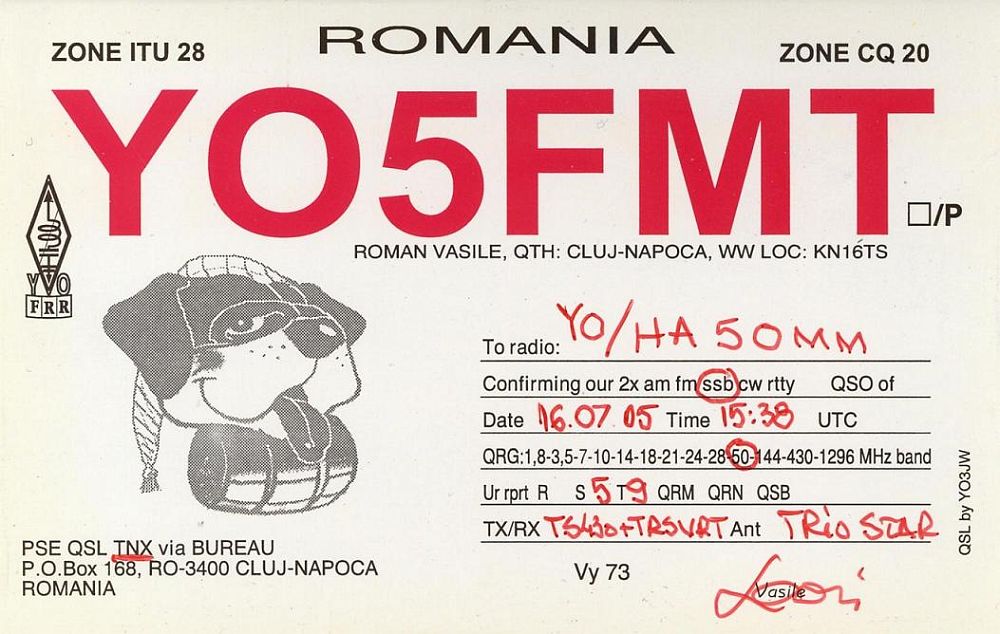 ROMANIA
ZONE ITU 28
ZONE CQ 20
YO5FMT
□/P
ROMAN VASILE, QTH: CLUJ-NAPOCA, WW LOC: KN16TS
YO
FRR
To radio: YO/HA5OMM
Confirming our 2x am fm ssb cw rtty QSO of
Date 16.07.05 Time 15:38 UTC
QRG:1,8-3,5-7-10-14-18-21-24-28-50-144-430-1296 MHz band
Ur rprt R S 5 T 9 QRM QRN QSB
TX/RX TS430+TRSVRT Ant TRio STAR
Vy 73
Vasile
PSE QSL TNX via BUREAU
P.O.Box 168, RO-3400 CLUJ-NAPOCA
ROMANIA
QSL by YO3JW